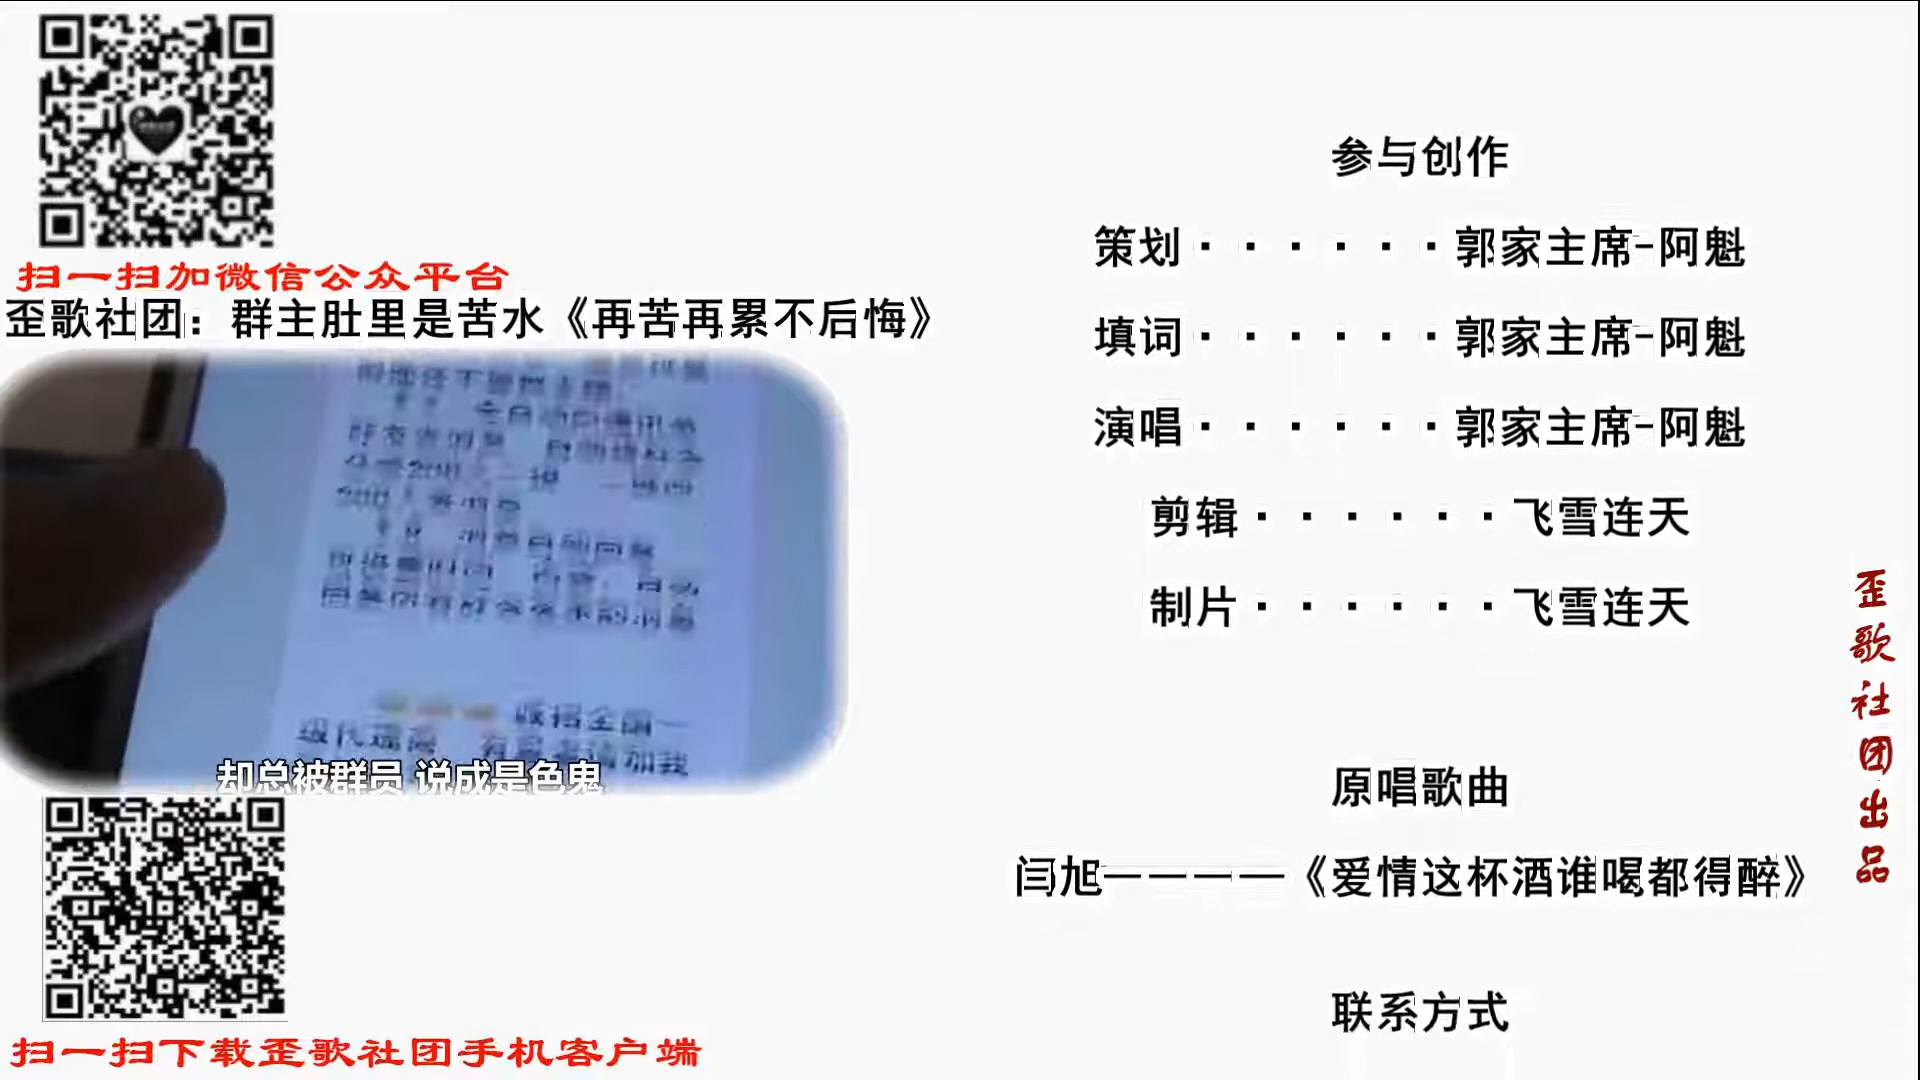 扫一扫加微信公众平台
歪歌社团：群主肚里是苦水《再苦再累不后悔》
却总被群员 说成是色鬼
扫一扫下载歪歌社团手机客户端
参与创作
策划······郭家主席-阿魁
填词······郭家主席-阿魁
演唱······郭家主席-阿魁
剪辑······飞雪连天
制片······飞雪连天
原唱歌曲
闫旭————《爱情这杯酒谁喝都得醉》
联系方式
歪歌社团出品